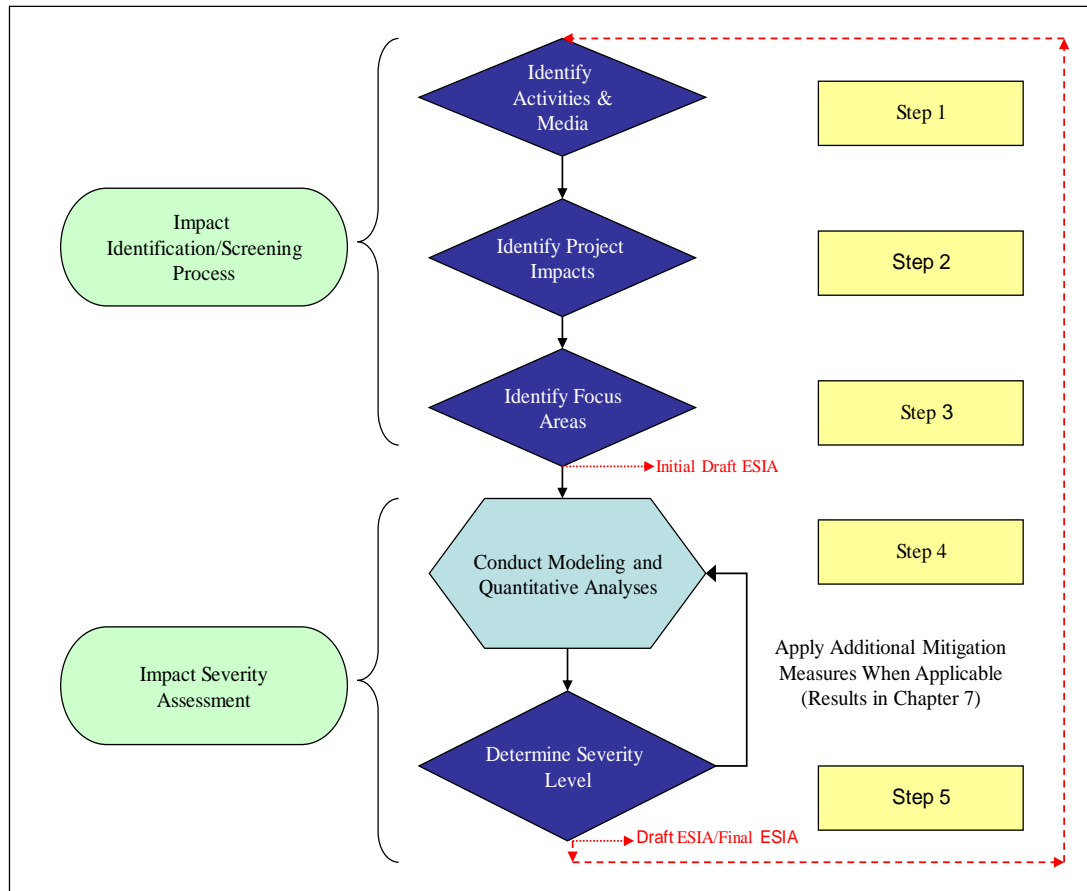 Identify
Activities &
Media
Step 1
Impact
Identification/Screening
Process
Identify Project
Impacts
Step 2
Identify Focus
Areas
Step 3
Initial Draft ESIA
Conduct Modeling and
Quantitative Analyses
Step 4
Apply Additional Mitigation
Measures When Applicable
(Results in Chapter 7)
Impact Severity
Assessment
Determine Severity
Level
Step 5
Draft ESIA/Final ESIA